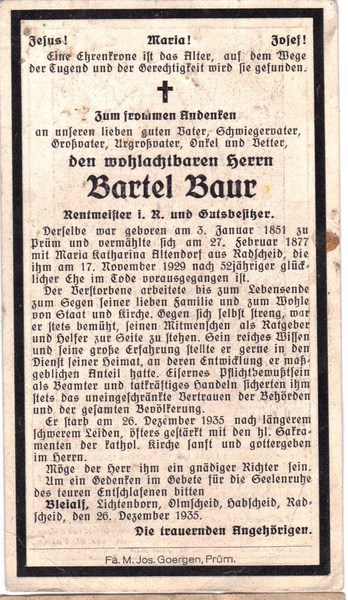 Jesus! Maria! Josef!
Eine Ehrenkrone ist das Alter, auf dem Wege
der Tugend und der Gerechtigkeit wird sie gefunden.
Zum frommen Andenken
an unseren lieben guten Vater, Schwiegervater,
Großvater, Urgroßvater, Onkel und Vetter,
den wohlachtbaren Herrn
Bartel Baur
Rentmeister i. R. und Gutsbesitzer.
Derselbe war geboren am 3. Januar 1851 zu
Prüm und vermählte sich am 27. Februar 1877
mit Maria Katharina Altendorf aus Radscheid, die
ihm am 17. November 1929 nach 52jähriger glück-
licher Ehe im Tode vorausgegangen ist.
Der Verstorbene arbeitete bis zum Lebensende
zum Segen seiner lieben Familie und zum Wohle
von Staat und Kirche. Gegen sich selbst streng, war
er stets bemüht, seinen Mitmenschen als Ratgeber
und Helfer zur Seite zu stehen. Sein reiches Wissen
und seine große Erfahrung stellte er gerne in den
Dienst seiner Heimat, an deren Entwicklung er maß-
geblichen Anteil hatte. Eisernes Pflichtbewußtsein
als Beamter und tatkräftiges Handeln sicherten ihm
stets das uneingeschränkte Vertrauen der Behörden
und der gesamten Bevölkerung.
Er starb am 26. Dezember 1935 nach längerem
schwerem Leiden, öfters gestärkt mit den hl. Sakra-
menten der kathol. Kirche sanft und gottergeben
im Herrn.
Möge der Herr ihm ein gnädiger Richter sein.
Um ein Gedenken im Gebete für die Seelenruhe
des teuren Entschlafenen bitten
Bleialf, Lichtenborn, Olmscheid, Habscheid, Rad-
scheid, den 26. Dezember 1935.
Die trauernden Angehörigen.
Fa. M. Jos. Goergen, Prüm.